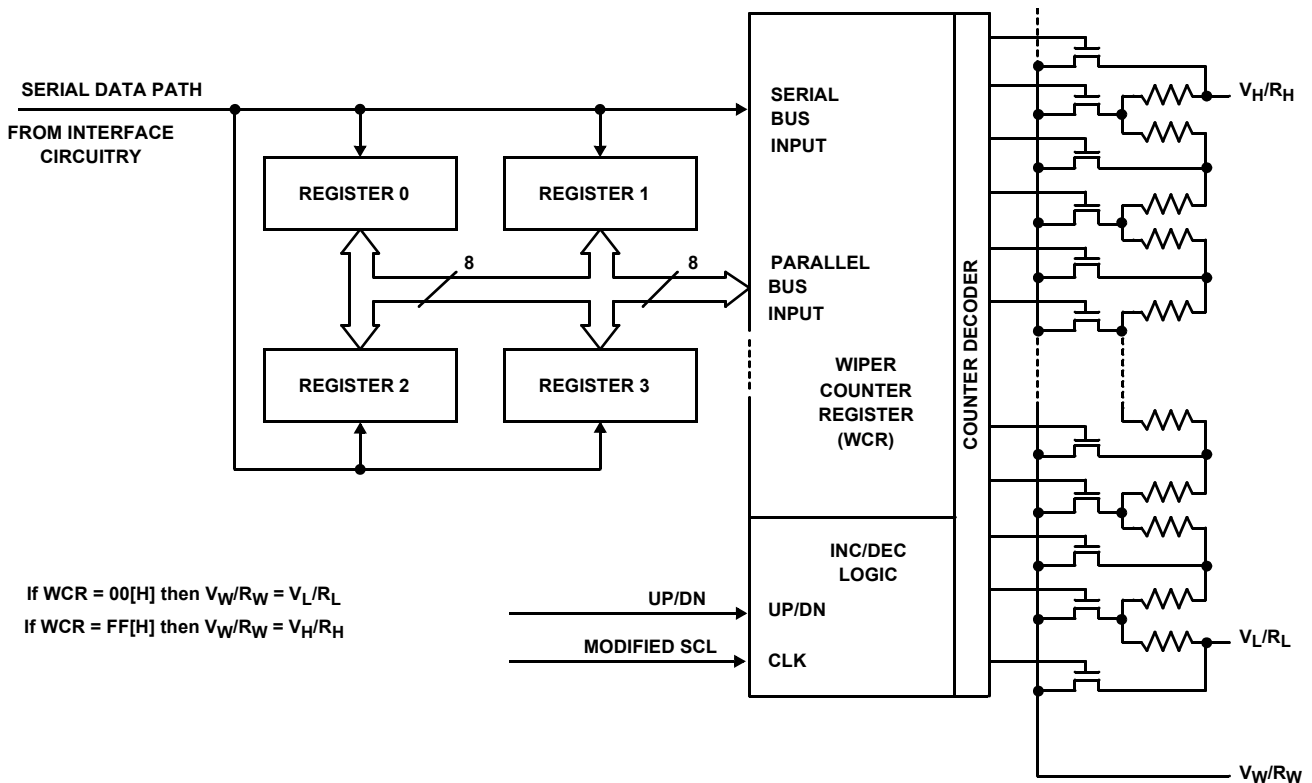 SERIAL DATA PATH
FROM INTERFACE
CIRCUITRY
REGISTER 0
REGISTER 1
8
8
REGISTER 2
REGISTER 3
SERIAL
BUS
INPUT
PARALLEL
BUS
INPUT
WIPER
COUNTER
REGISTER
(WCR)
COUNTER DECODER
INC/DEC
LOGIC
UP/DN
UP/DN
MODIFIED SCL
CLK
If WCR = 00[H] then VW/RW = VL/RL
If WCR = FF[H] then VW/RW = VH/RH
VH/RH
VL/RL
VW/RW